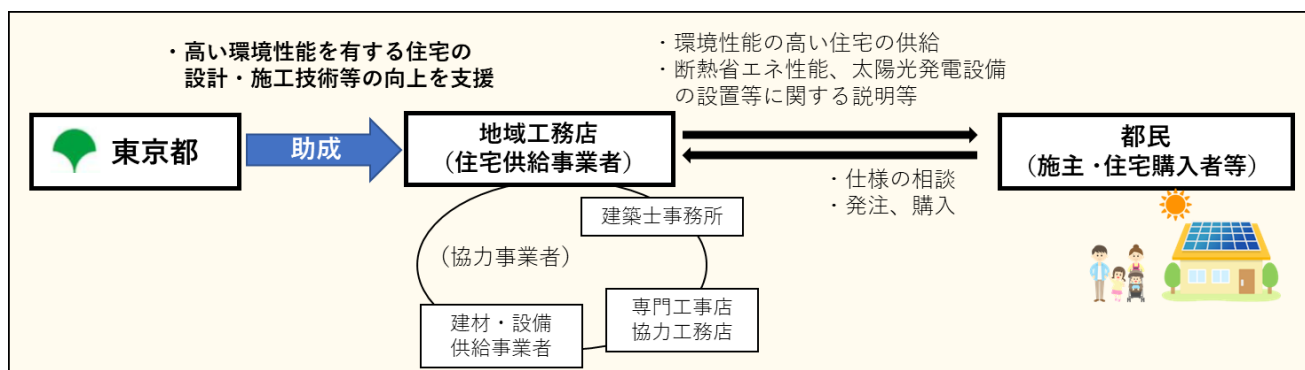 ・高い環境性能を有する住宅の
設計・施工技術等の向上を支援
・環境性能の高い住宅の供給
・断熱省エネ性能、太陽光発電設備
の設置等に関する説明等
東京都
助成
地域工務店
（住宅供給事業者）
都民
（施主・住宅購入者等）
・仕様の相談
・発注、購入
建築士事務所
（協力事業者）
専門工事店
協力工務店
建材・設備
供給事業者